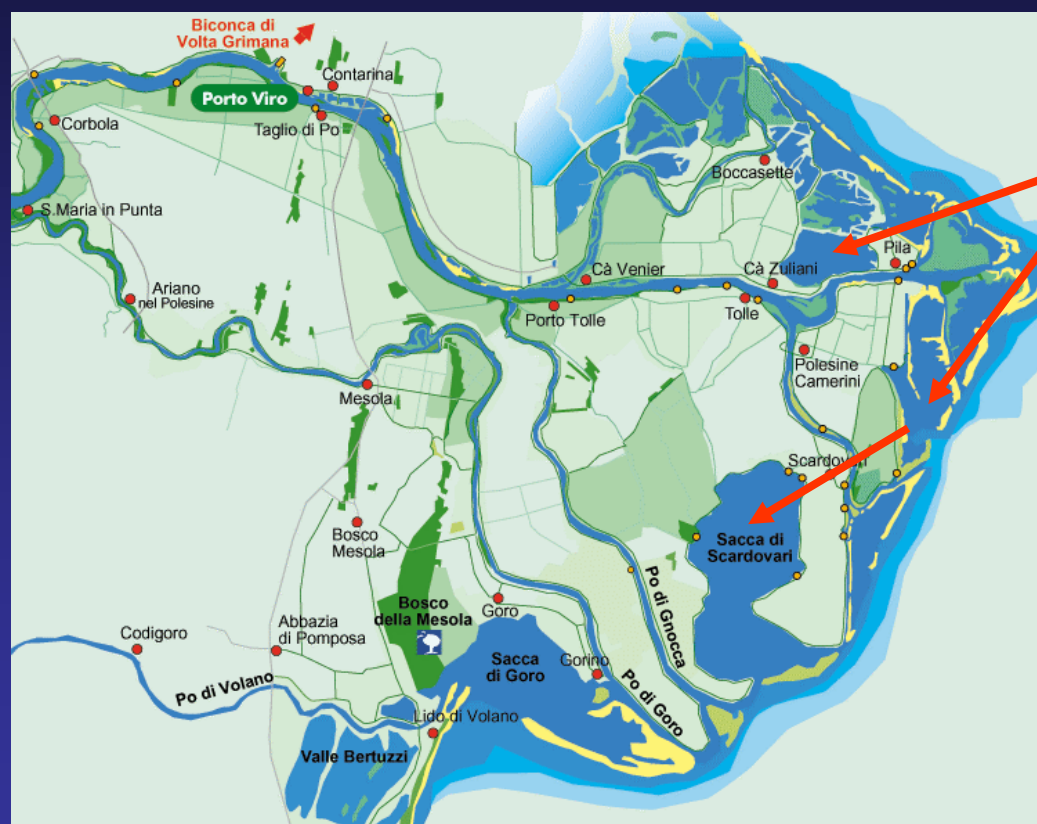 Biconca di
Volta Grimana
Contarina
Porto Viro
Taglio di Po
Corbola
Boccasette
S.Maria in Punta
Pila
Cà Venier
Cà Zuliani
Ariano
nel Polesine
Porto Tolle
Tolle
Polesine
Camerini
Mesola
Scardovari
Bosco
Mesola
Sacca di
Scardovari
Po di Gnocca
Bosco
della Mesola
Goro
Abbazia
di Pomposa
Codigoro
Sacca
di Goro
Gorino
Po di Volano
Po di Goro
Lido di Volano
Valle Bertuzzi